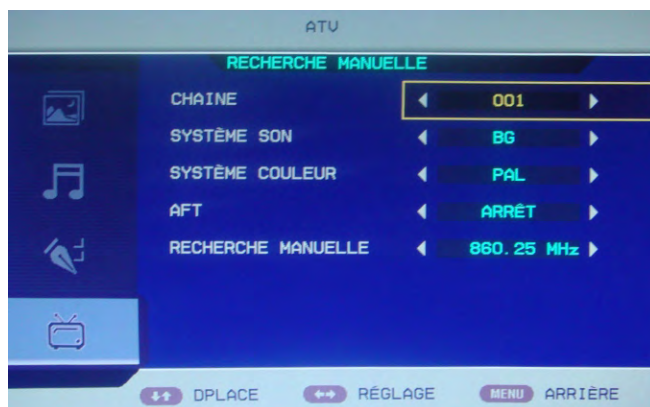 ATV
RECHERCHE MANUELLE
CHAINE 001
SYSTÈME SON BG
SYSTÈME COULEUR PAL
AFT ARRÊT
RECHERCHE MANUELLE 860.25 MHz
DPLACE RÉGLAGE MENU ARRIÈRE